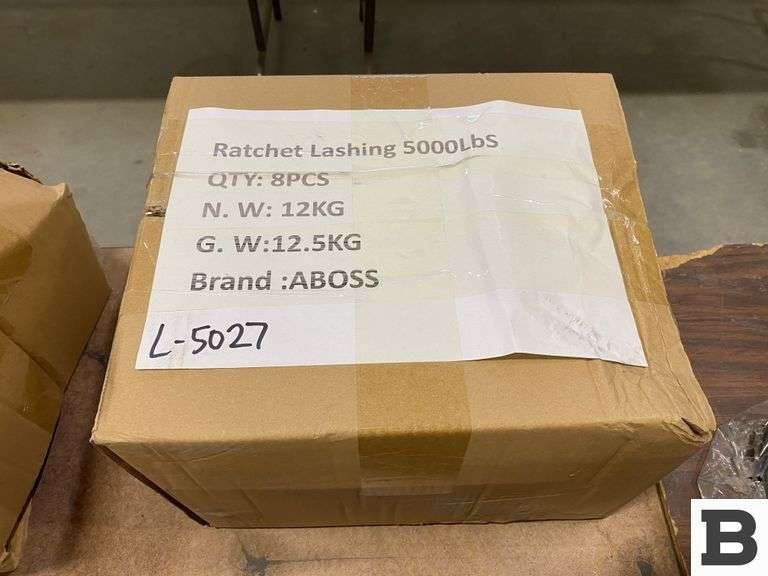 Ratchet Lashing 5000LbS
QTY: 8PCS
N. W: 12KG
G. W:12.5KG
Brand :ABOSS
L-5027
B